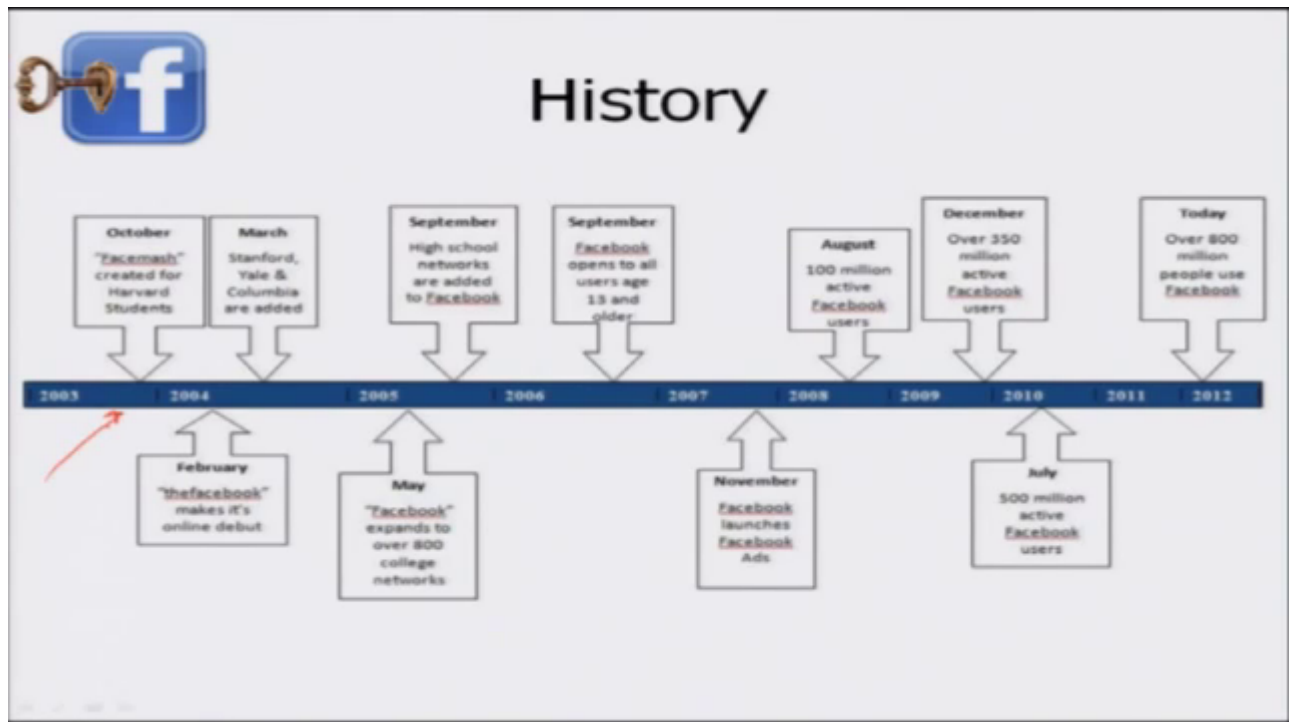 f
History
October
"Facemash"
created for
Harvard
Students
March
Stanford,
Yale &
Columbia
are added
September
High school
networks
are added
to Facebook
September
Facebook
opens to all
users age
13 and
older
August
100 million
active
Facebook
users
December
Over 350
million
active
Facebook
users
Today
Over 800
million
people use
Facebook
2003 2004 2005 2006 2007 2008 2009 2010 2011 2012
February
"thefacebook"
makes it's
online debut
May
"Facebook"
expands to
over 800
college
networks
November
Facebook
launches
Facebook
Ads
July
500 million
active
Facebook
users